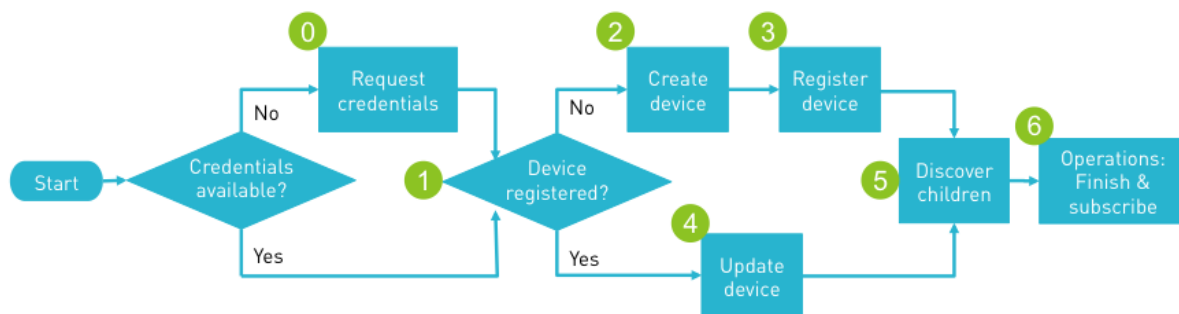 Start
Credentials
available?
No
Yes
0
Request
credentials
1
Device
registered?
No
Yes
2
Create
device
3
Register
device
4
Update
device
5
Discover
children
6
Operations:
Finish &
subscribe